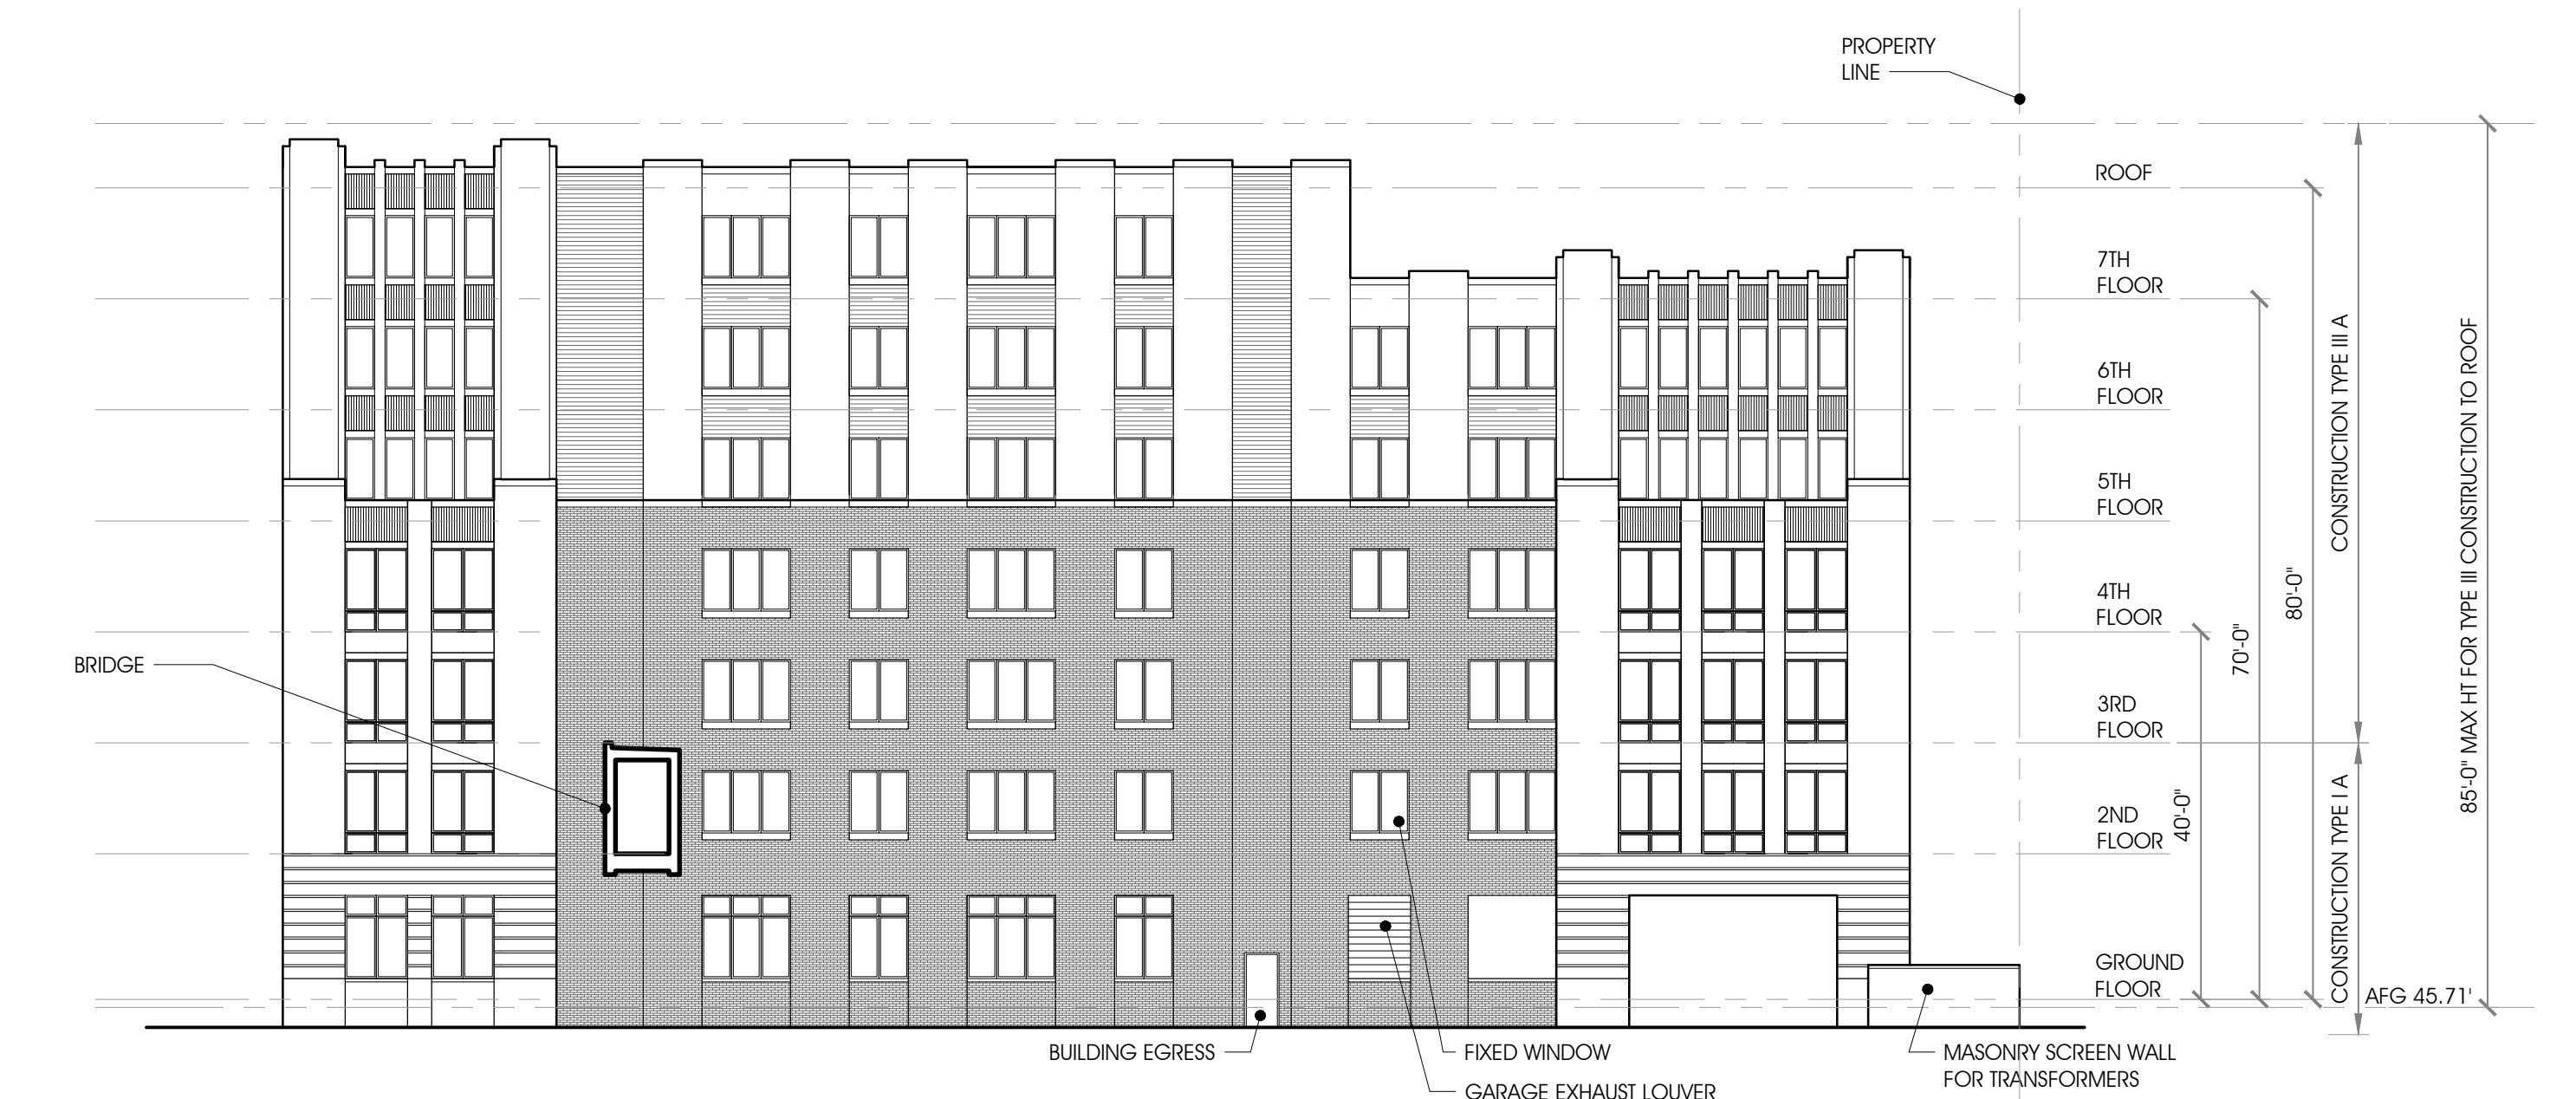 PROPERTY
LINE
ROOF
7TH
FLOOR
6TH
FLOOR
5TH
FLOOR
4TH
FLOOR
3RD
FLOOR
2ND
FLOOR
GROUND
FLOOR
40'-0"
70'-0"
80'-0"
CONSTRUCTION TYPE III A
CONSTRUCTION TYPE I A
85'-0" MAX HT FOR TYPE III CONSTRUCTION TO ROOF
AFG 45.71'
BRIDGE
BUILDING EGRESS
FIXED WINDOW
GARAGE EXHAUST LOUVER
MASONRY SCREEN WALL
FOR TRANSFORMERS